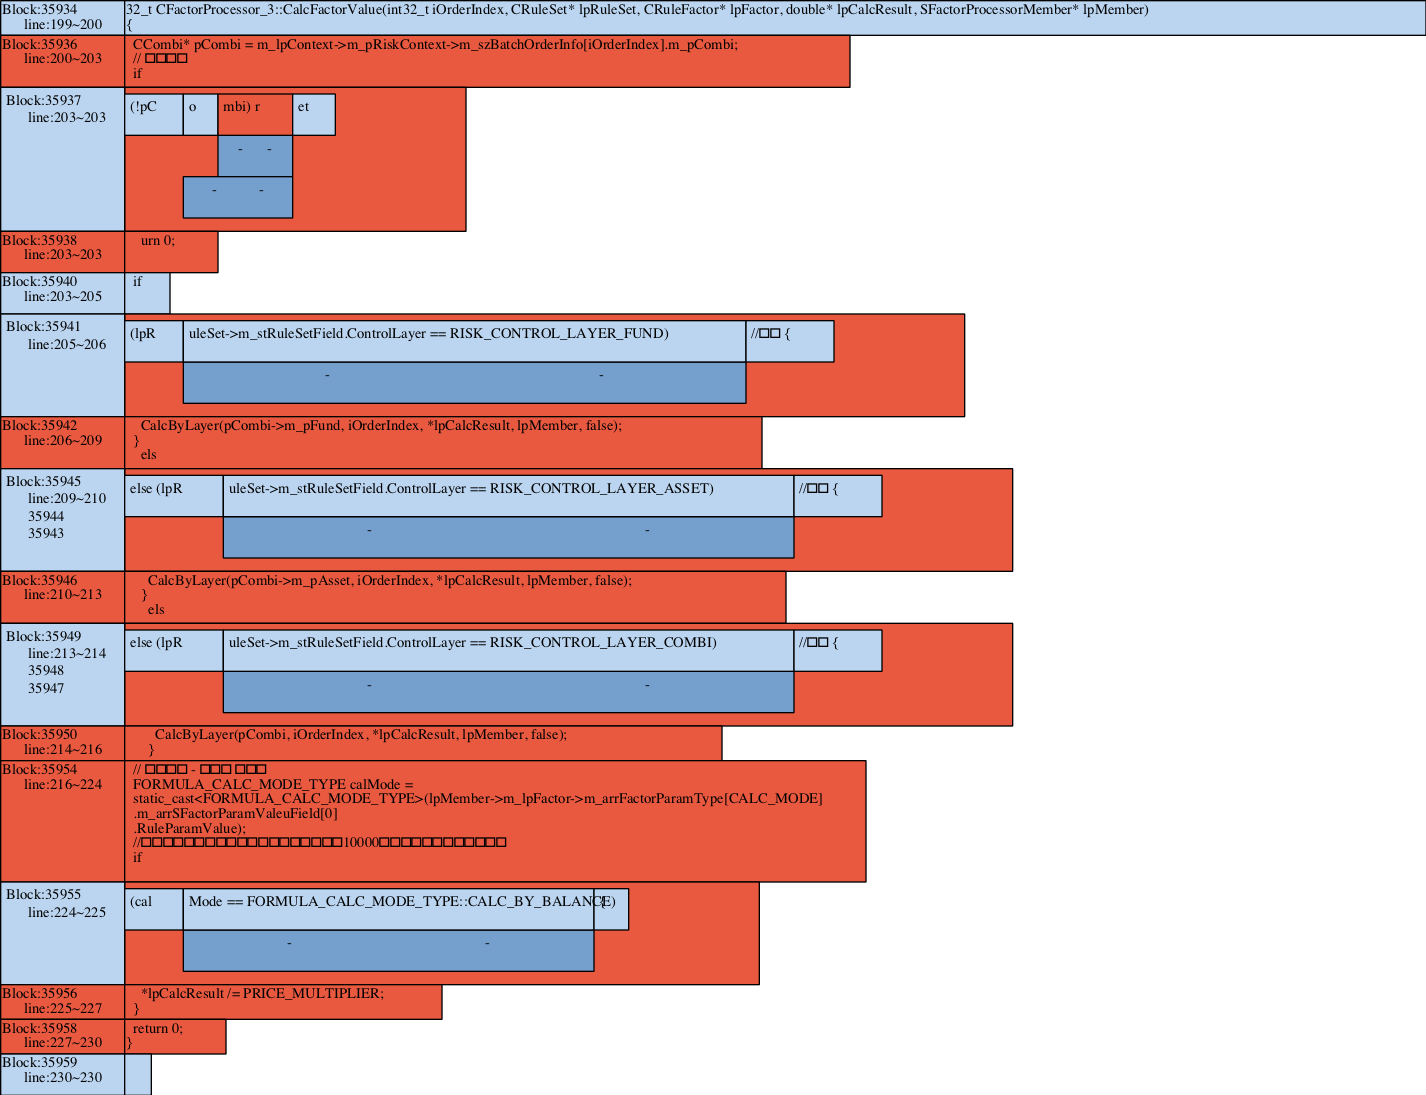 Block:35934
line:199~200
32_t CFactorProcessor_3::CalcFactorValue(int32_t iOrderIndex, CRuleSet* lpRuleSet, CRuleFactor* lpFactor, double* lpCalcResult, SFactorProcessorMember* lpMember)
{
Block:35936
line:200~203
CCombi* pCombi = m_lpContext->m_pRiskContext->m_szBatchOrderInfo[iOrderIndex].m_pCombi;
// □□□□
if
Block:35937
line:203~203
(!pC o mbi) r et
- -
- -
Block:35938
line:203~203
urn 0;
Block:35940
line:203~205
if
Block:35941
line:205~206
(lpR uleSet->m_stRuleSetField.ControlLayer == RISK_CONTROL_LAYER_FUND) //□□ {
- -
Block:35942
line:206~209
CalcByLayer(pCombi->m_pFund, iOrderIndex, *lpCalcResult, lpMember, false);
}
els
Block:35945
line:209~210
35944
35943
else (lpR uleSet->m_stRuleSetField.ControlLayer == RISK_CONTROL_LAYER_ASSET) //□□ {
- -
Block:35946
line:210~213
CalcByLayer(pCombi->m_pAsset, iOrderIndex, *lpCalcResult, lpMember, false);
}
els
Block:35949
line:213~214
35948
35947
else (lpR uleSet->m_stRuleSetField.ControlLayer == RISK_CONTROL_LAYER_COMBI) //□□ {
- -
Block:35950
line:214~216
CalcByLayer(pCombi, iOrderIndex, *lpCalcResult, lpMember, false);
}
Block:35954
line:216~224
// □□□□ - □□□ □□□
FORMULA_CALC_MODE_TYPE calMode =
static_cast<FORMULA_CALC_MODE_TYPE>(lpMember->m_lpFactor->m_arrFactorParamType[CALC_MODE]
.m_arrSFactorParamValeuField[0]
.RuleParamValue);
//□□□□□□□□□□□□□□□□□□□10000□□□□□□□□□□□□
if
Block:35955
line:224~225
(cal Mode == FORMULA_CALC_MODE_TYPE::CALC_BY_BALANCE) {
- -
Block:35956
line:225~227
*lpCalcResult /= PRICE_MULTIPLIER;
}
Block:35958
line:227~230
return 0;
}
Block:35959
line:230~230